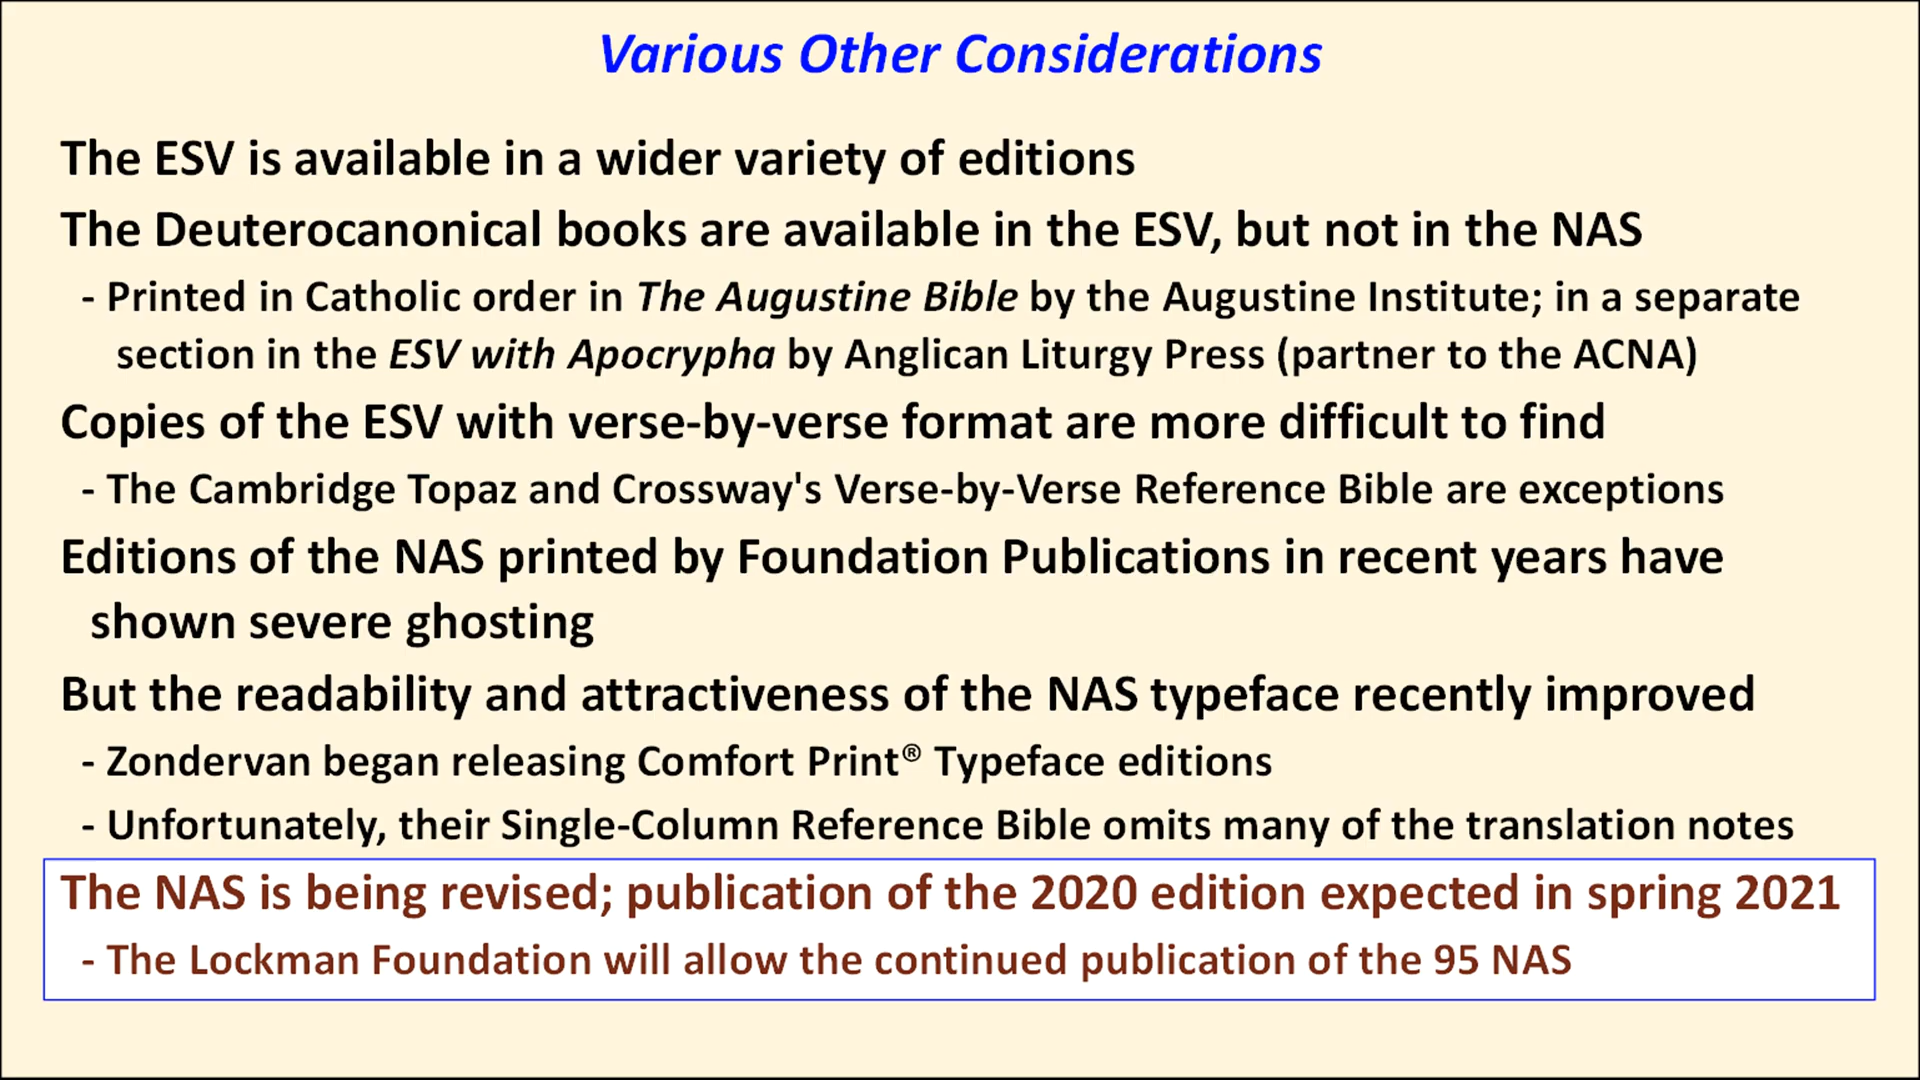 Various Other Considerations
The ESV is available in a wider variety of editions
The Deuterocanonical books are available in the ESV, but not in the NAS
- Printed in Catholic order in The Augustine Bible by the Augustine Institute; in a separate
section in the ESV with Apocrypha by Anglican Liturgy Press (partner to the ACNA)
Copies of the ESV with verse-by-verse format are more difficult to find
- The Cambridge Topaz and Crossway's Verse-by-Verse Reference Bible are exceptions
Editions of the NAS printed by Foundation Publications in recent years have
shown severe ghosting
But the readability and attractiveness of the NAS typeface recently improved
- Zondervan began releasing Comfort Print® Typeface editions
- Unfortunately, their Single-Column Reference Bible omits many of the translation notes
The NAS is being revised; publication of the 2020 edition expected in spring 2021
- The Lockman Foundation will allow the continued publication of the 95 NAS